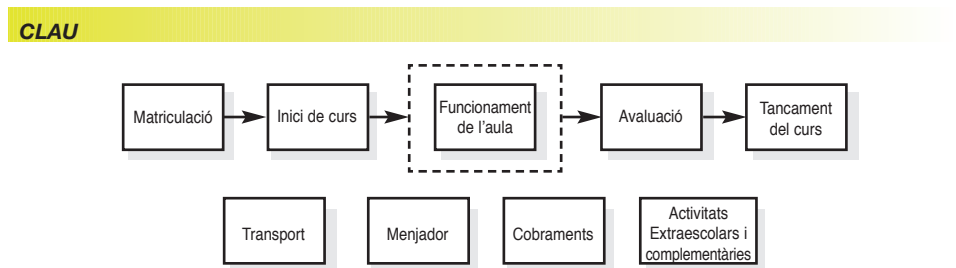 CLAU
Matriculació
Inici de curs
Funcionament
de l'aula
Avaluació
Tancament
del curs
Transport
Menjador
Cobraments
Activitats
Extraescolars i
complementàries